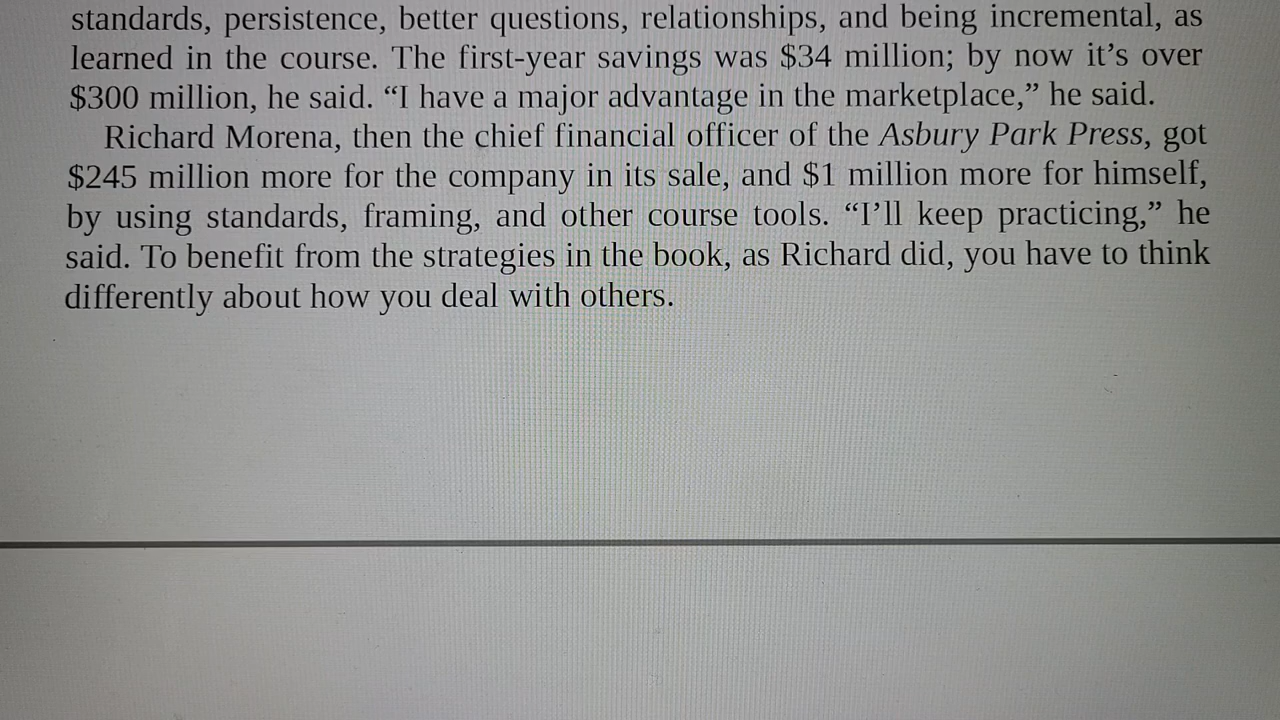 standards, persistence, better questions, relationships, and being incremental, as
learned in the course. The first-year savings was $34 million; by now it’s over
$300 million, he said. “I have a major advantage in the marketplace,” he said.
Richard Morena, then the chief financial officer of the Asbury Park Press, got
$245 million more for the company in its sale, and $1 million more for himself,
by using standards, framing, and other course tools. “I’ll keep practicing,” he
said. To benefit from the strategies in the book, as Richard did, you have to think
differently about how you deal with others.